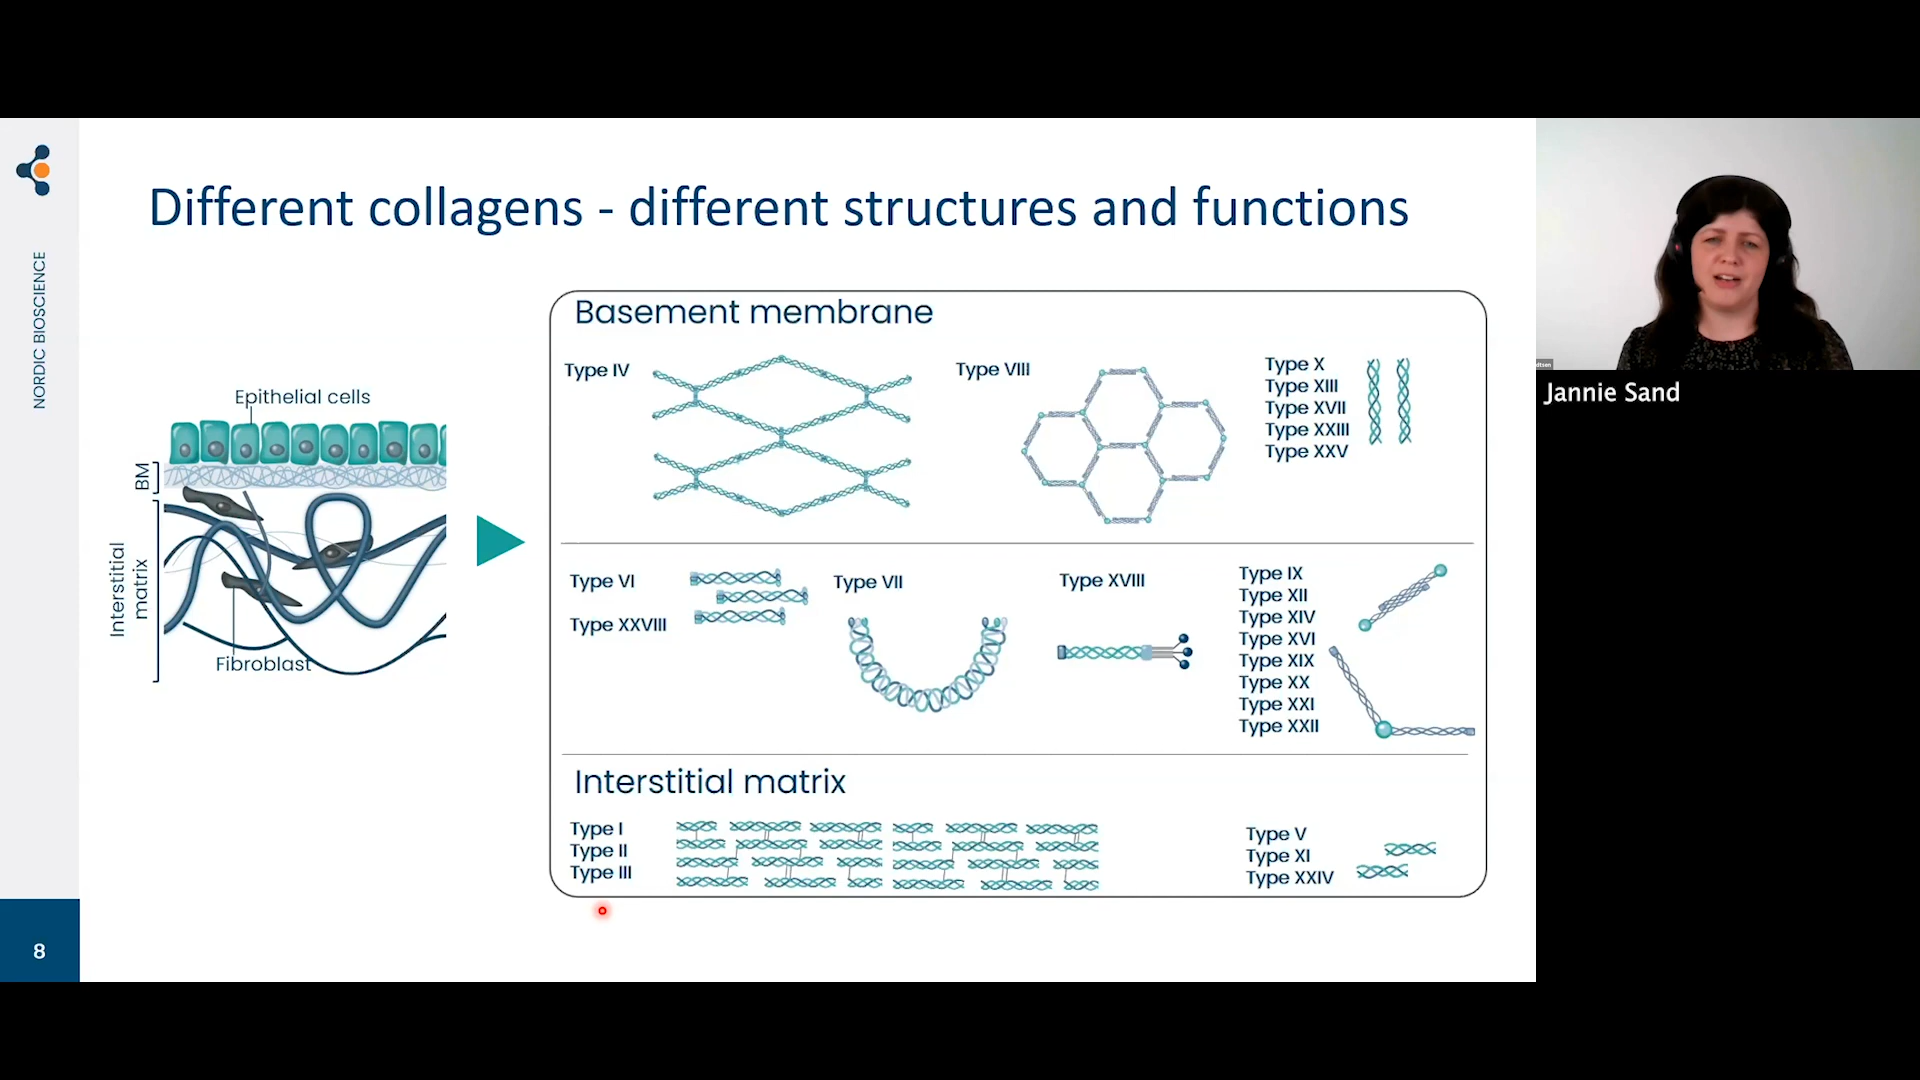 Different collagens - different structures and functions
NORDIC BIOSCIENCE
Epithelial cells
BM
Interstitial
matrix
Fibroblast
Basement membrane
Type IV
Type VIII
Type X
Type XIII
Type XVII
Type XXIII
Type XXV
Type VI
Type XXVIII
Type VII
Type XVIII
Type IX
Type XII
Type XIV
Type XVI
Type XIX
Type XX
Type XXI
Type XXII
Interstitial matrix
Type I
Type II
Type III
Type V
Type XI
Type XXIV
8
Jannie Sand